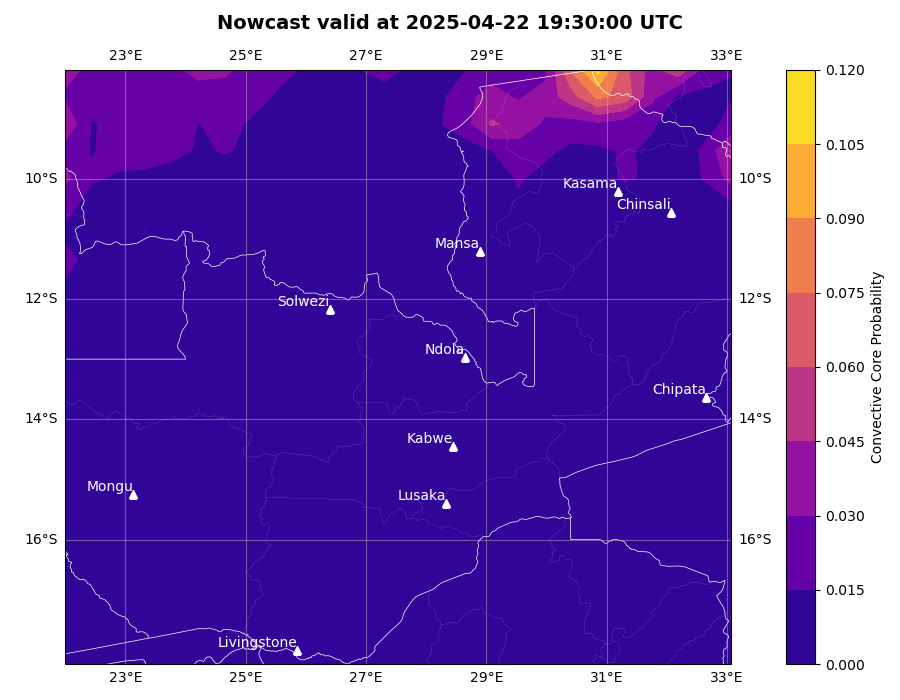 Nowcast valid at 2025-04-22 19:30:00 UTC
23°E 25°E 27°E 29°E 31°E 33°E
0.120
0.105
10°S Kasama 10°S
Chinsali
0.090
Mansa
12°S 12°S
Solwezi
0.075
Ndola
0.060
Chipata
14°S 14°S
Kabwe
0.045
Mongu
Lusaka
0.030
16°S 16°S
0.015
Livingstone
0.000
23°E 25°E 27°E 29°E 31°E 33°E
Convective Core Probability